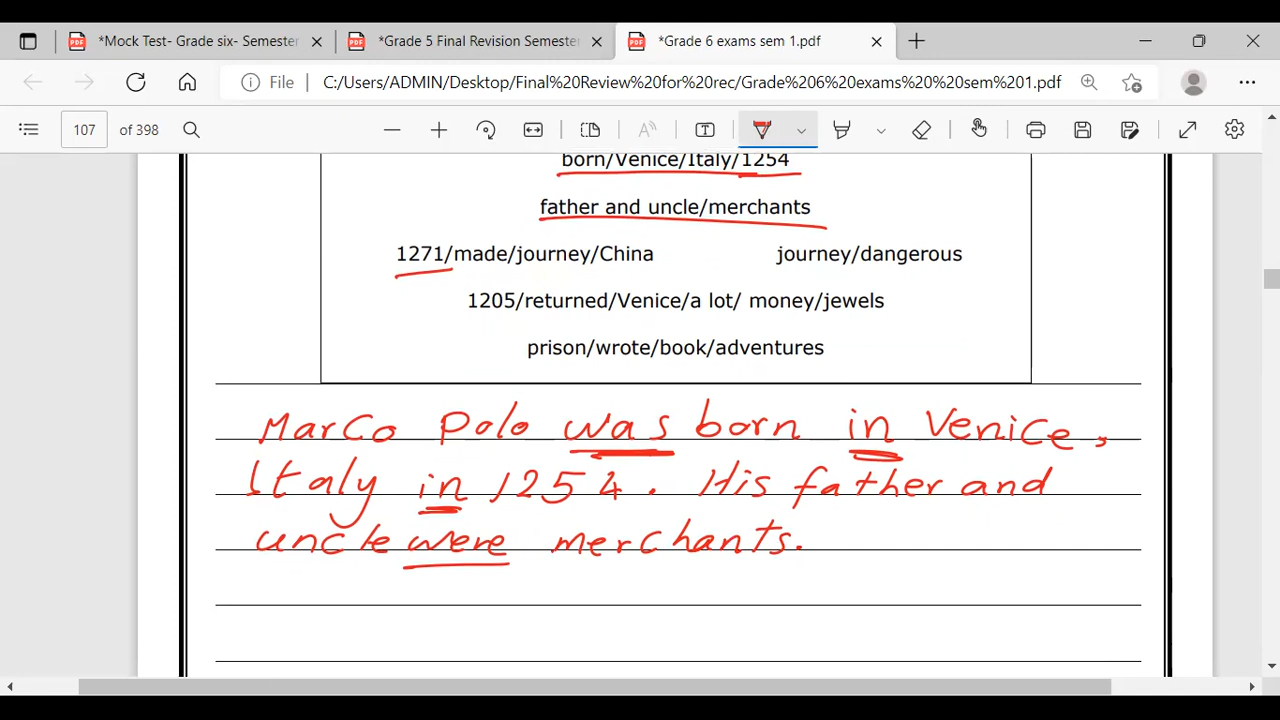 *Mock Test- Grade six- Semester
*Grade 5 Final Revision Semester
*Grade 6 exams sem 1.pdf
File
C:/Users/ADMIN/Desktop/Final%20Review%20for%20rec/Grade%206%20exams%20%20sem%201.pdf
107 of 398
born/Venice/Italy/1254
father and uncle/merchants
1271/made/journey/China journey/dangerous
1205/returned/Venice/a lot/ money/jewels
prison/wrote/book/adventures
Marco Polo was born in Venice,
Italy in 1254. His father and
uncle were merchants.